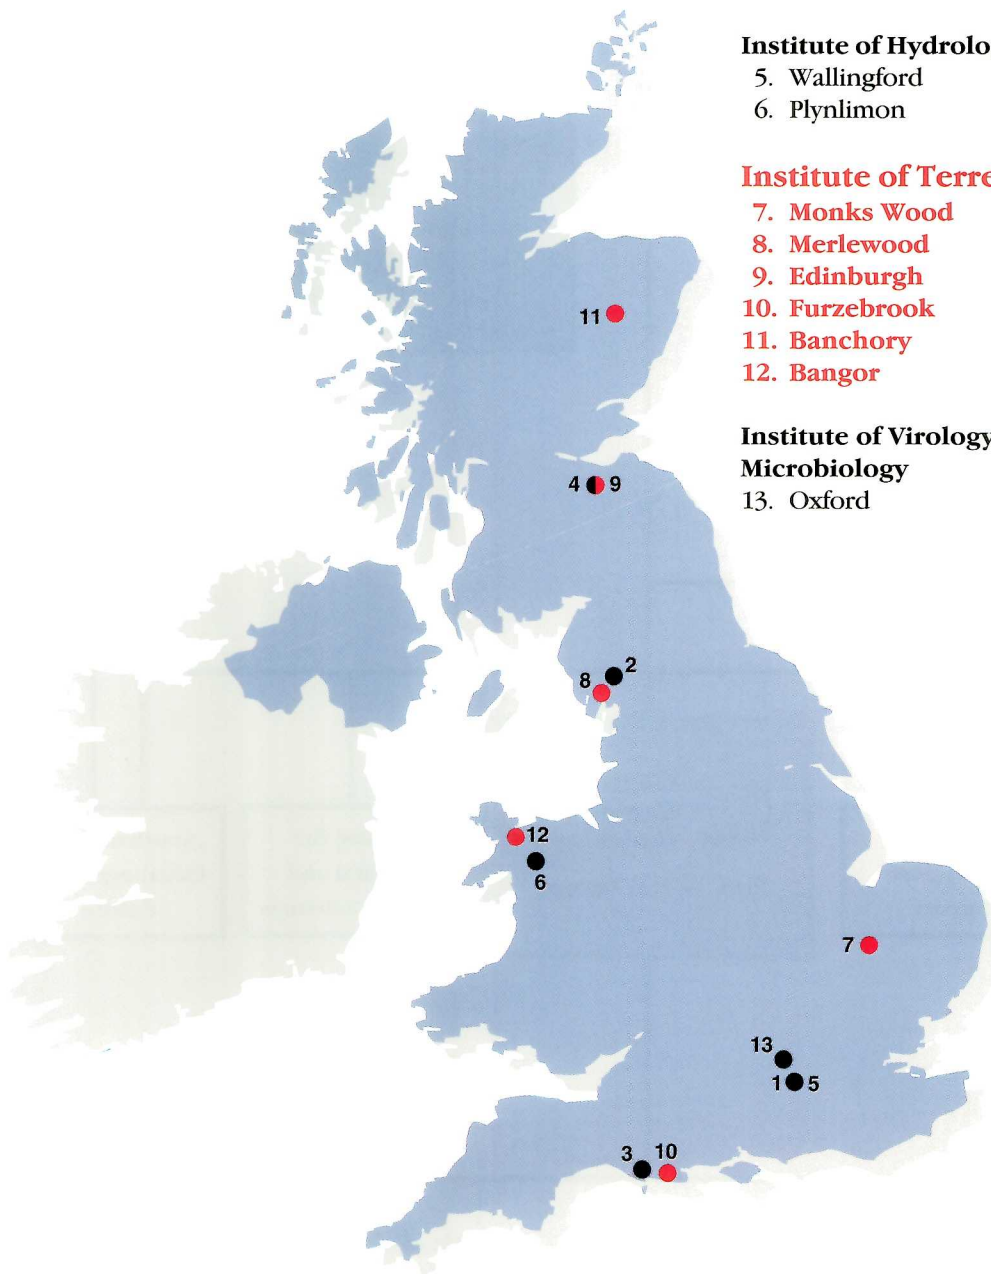 Institute of Hydrolo
5. Wallingford
6. Plynlimon
Institute of Terre
7. Monks Wood
8. Merlewood
9. Edinburgh
10. Furzebrook
11. Banchory
12. Bangor
Institute of Virology
Microbiology
13. Oxford
11
4 9
2
8
12
6
7
13
1 5
3 10